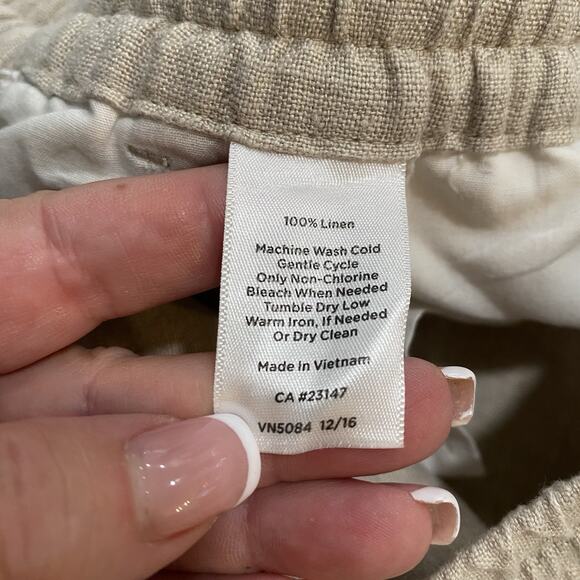 100% Linen
Machine Wash Cold
Gentle Cycle
Only Non-Chlorine
Bleach When Needed
Tumble Dry Low
Warm Iron, If Needed
Or Dry Clean
Made In Vietnam
CA #23147
VN5084 12/16